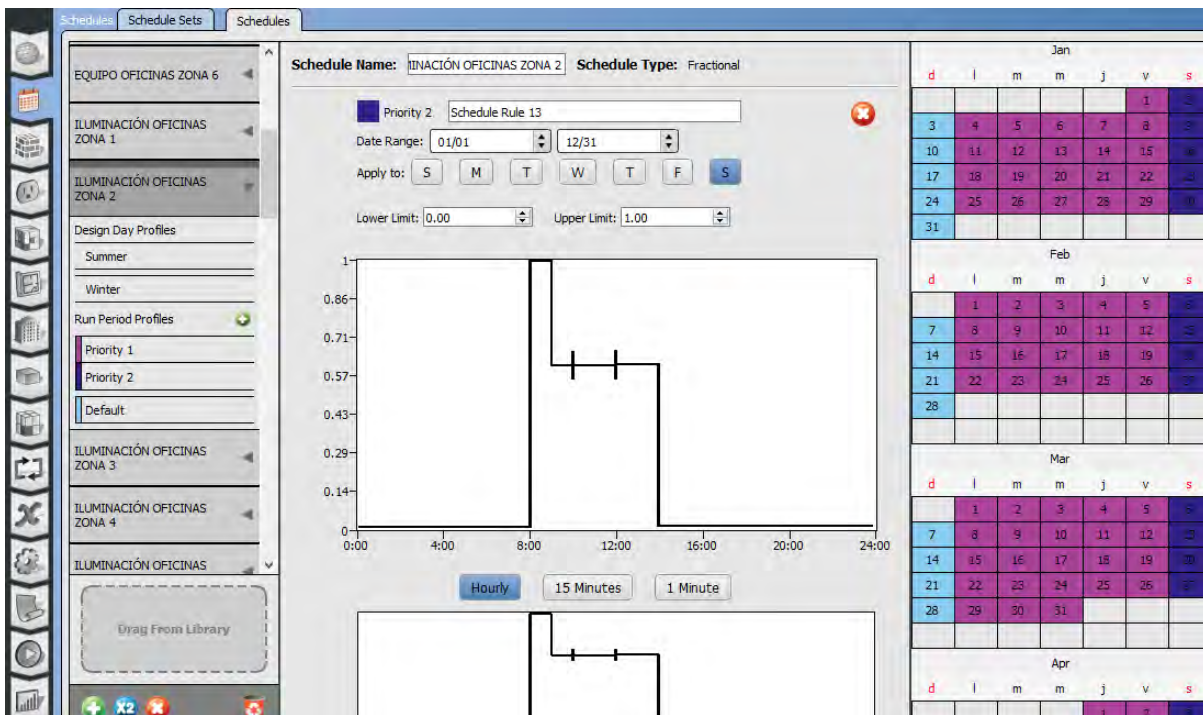 Schedules Schedule Sets Schedules
EQUIPO OFICINAS ZONA 6
ILUMINACIÓN OFICINAS
ZONA 1
ILUMINACIÓN OFICINAS
ZONA 2
Design Day Profiles
Summer
Winter
Run Period Profiles
Priority 1
Priority 2
Default
ILUMINACIÓN OFICINAS
ZONA 3
ILUMINACIÓN OFICINAS
ZONA 4
ILUMINACIÓN OFICINAS
Drag From Library
X2
Schedule Name: INACIÓN OFICINAS ZONA 2 Schedule Type: Fractional
Priority 2 Schedule Rule 13
Date Range: 01/01 12/31
Apply to: S M T W T F S
Lower Limit: 0.00 Upper Limit: 1.00
1
0.86
0.71
0.57
0.43
0.29
0.14
0
0:00 4:00 8:00 12:00 16:00 20:00 24:00
Hourly 15 Minutes 1 Minute
Jan
d l m m j v s
1
3 4 5 6 7 8
10 11 12 13 14 15
17 18 19 20 21 22
24 25 26 27 28 29
31
Feb
d l m m j v s
1 2 3 4 5
7 8 9 10 11 12
14 15 16 17 18 19
21 22 23 24 25 26
28
Mar
d l m m j v s
1 2 3 4 5
7 8 9 10 11 12
14 15 16 17 18 19
21 22 23 24 25 26
28 29 30 31
Apr
d l m m j v s
1 2